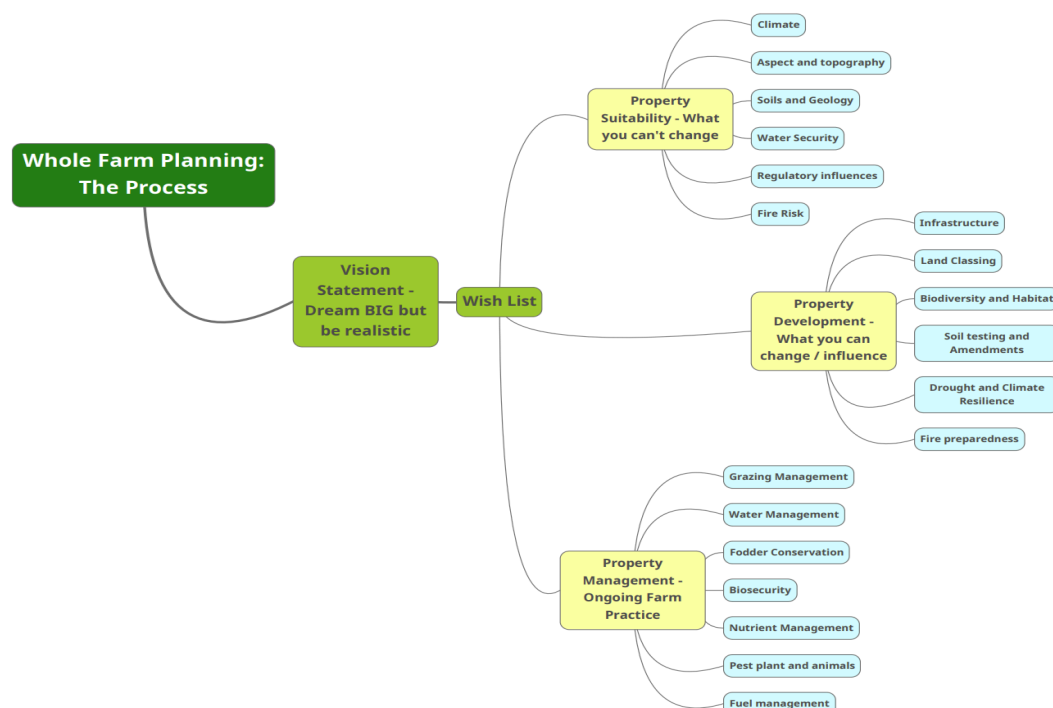 Whole Farm Planning:
The Process
Vision
Statement -
Dream BIG but
be realistic
Wish List
Property
Suitability - What
you can't change
Climate
Aspect and topography
Soils and Geology
Water Security
Regulatory influences
Fire Risk
Property
Development -
What you can
change / influence
Infrastructure
Land Classing
Biodiversity and Habitat
Soil testing and
Amendments
Drought and Climate
Resilience
Fire preparedness
Property
Management -
Ongoing Farm
Practice
Grazing Management
Water Management
Fodder Conservation
Biosecurity
Nutrient Management
Pest plant and animals
Fuel management